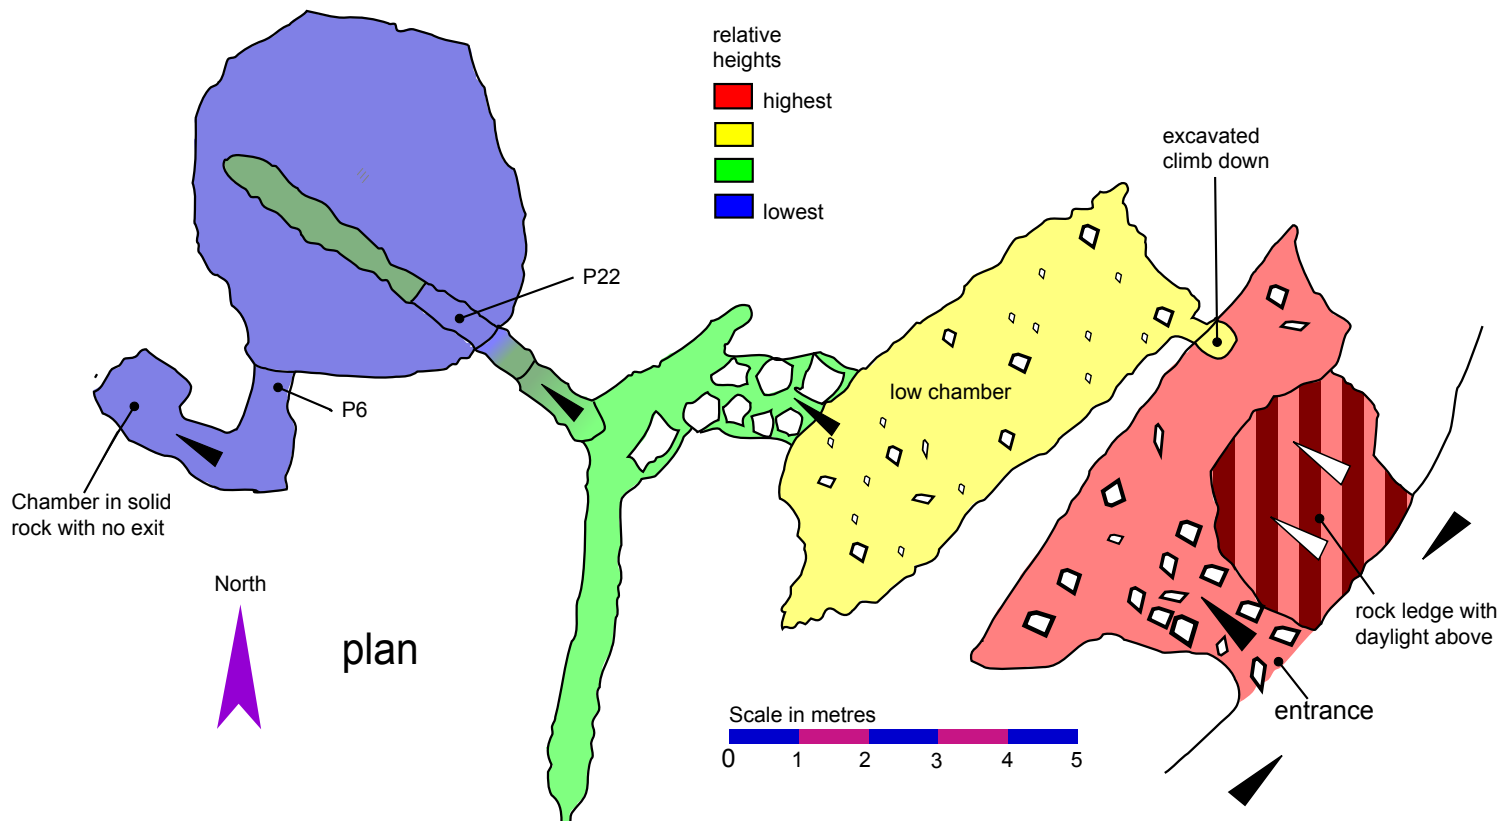 relative
heights
highest
lowest
excavated
climb down
P22
low chamber
P6
Chamber in solid
rock with no exit
North
plan
rock ledge with
daylight above
entrance
Scale in metres
0 1 2 3 4 5